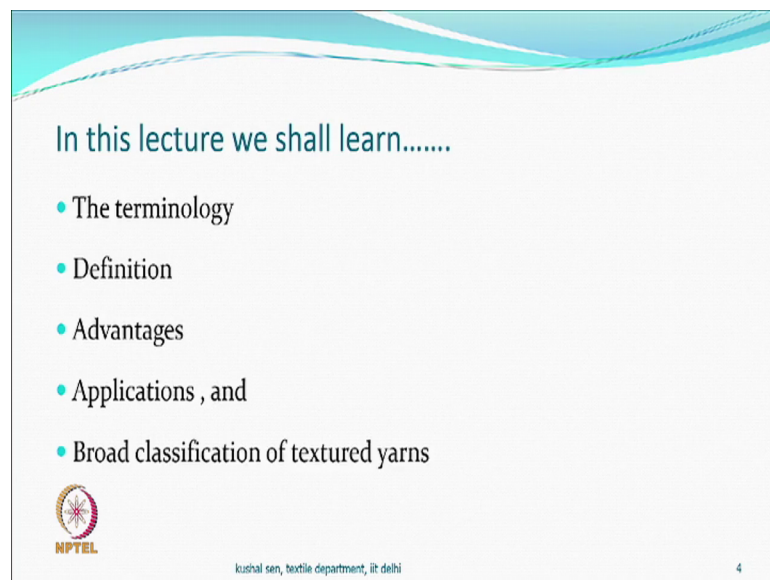 In this lecture we shall learn.......
• The terminology
• Definition
• Advantages
• Applications , and
• Broad classification of textured yarns
NPTEL
kushal sen, textile department, iit delhi
4